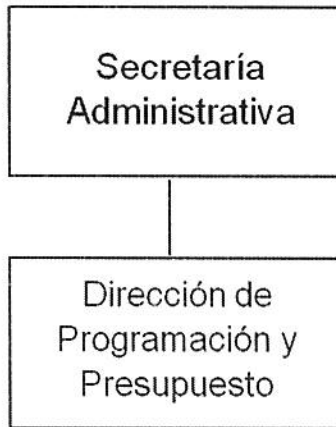 Secretaría
Administrativa
Dirección de
Programación y
Presupuesto